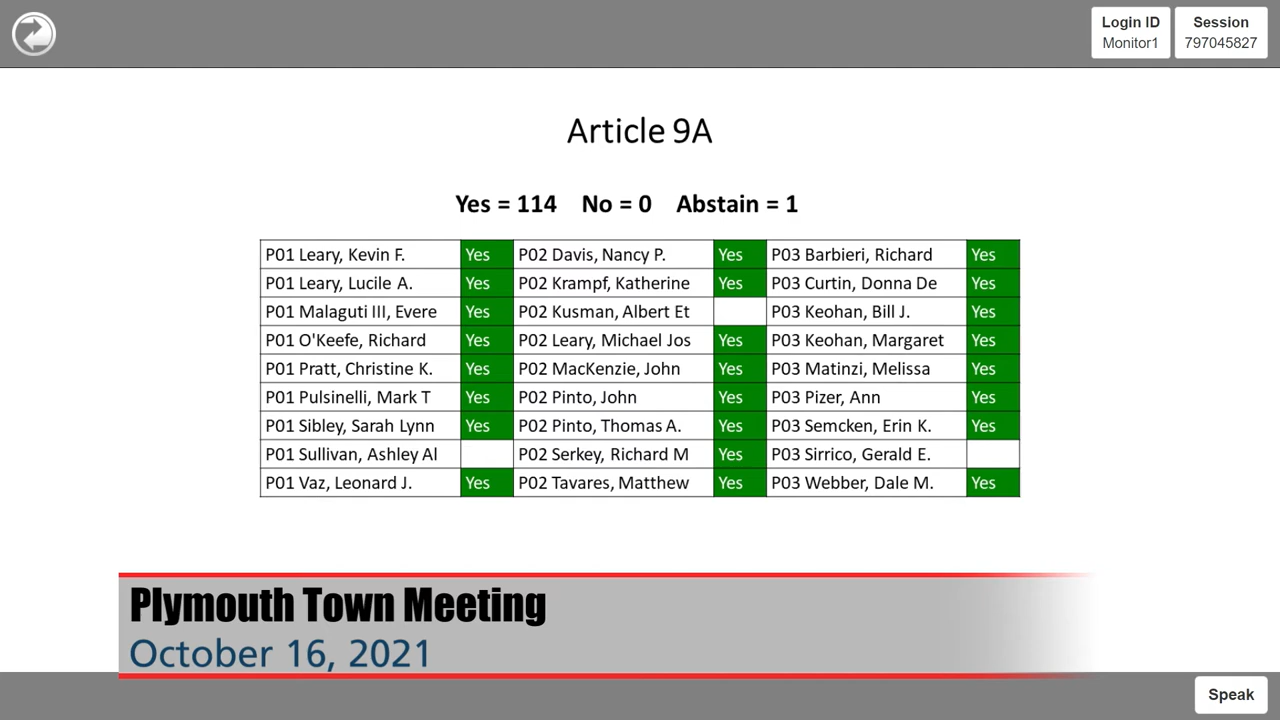 Login ID
Monitor1
Session
797045827
Article 9A
Yes = 114 No = 0 Abstain = 1
P01 Leary, Kevin F. Yes P02 Davis, Nancy P. Yes P03 Barbieri, Richard Yes
P01 Leary, Lucile A. Yes P02 Krampf, Katherine Yes P03 Curtin, Donna De Yes
P01 Malaguti III, Evere Yes P02 Kusman, Albert Et P03 Keohan, Bill J. Yes
P01 O'Keefe, Richard Yes P02 Leary, Michael Jos Yes P03 Keohan, Margaret Yes
P01 Pratt, Christine K. Yes P02 MacKenzie, John Yes P03 Matinzi, Melissa Yes
P01 Pulsinelli, Mark T Yes P02 Pinto, John Yes P03 Pizer, Ann Yes
P01 Sibley, Sarah Lynn Yes P02 Pinto, Thomas A. Yes P03 Semcken, Erin K. Yes
P01 Sullivan, Ashley Al P02 Serkey, Richard M Yes P03 Sirrico, Gerald E.
P01 Vaz, Leonard J. Yes P02 Tavares, Matthew Yes P03 Webber, Dale M. Yes
Plymouth Town Meeting
October 16, 2021
Speak